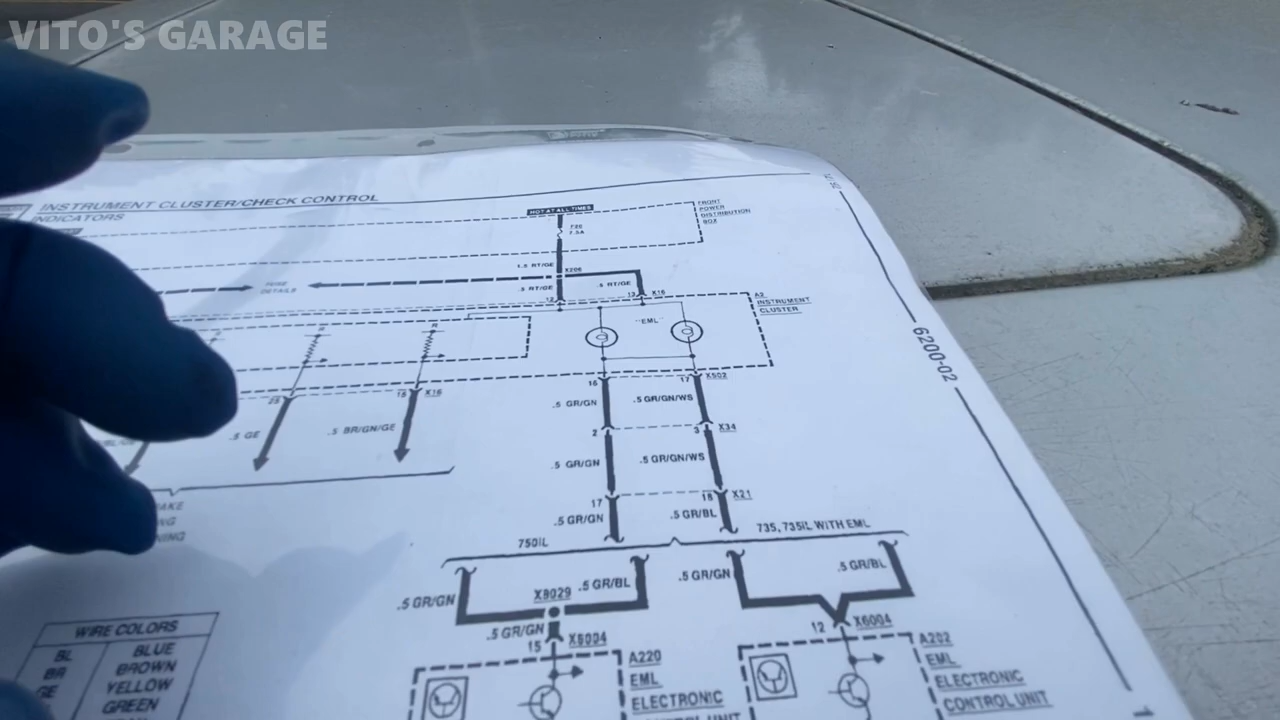 VITO'S GARAGE
INSTRUMENT CLUSTER/CHECK CONTROL
INDICATORS
HOT AT ALL TIMES
FRONT
POWER
DISTRIBUTION
BOX
7.5A
1.5 RT/GE
X206
FUSE
DETAILS
.5 RT/GE
.5 RT/GE
12
13
X16
A2
INSTRUMENT
CLUSTER
"EML"
R
R
25
15
X16
16
17
X502
.5 GE
.5 BR/GN/GE
.5 GR/GN
.5 GR/GN/WS
2
3
X34
.5 GR/GN
.5 GR/GN/WS
17
18
X21
.5 GR/GN
.5 GR/BL
750IL
735, 735IL WITH EML
.5 GR/GN
X8029
.5 GR/BL
.5 GR/GN
.5 GR/BL
.5 GR/GN
15
X6004
12
X6004
A220
EML
ELECTRONIC
CONTROL UNIT
A202
EML
ELECTRONIC
CONTROL UNIT
WIRE COLORS
BL BLUE
BR BROWN
GE YELLOW
GREEN
6200-02
1